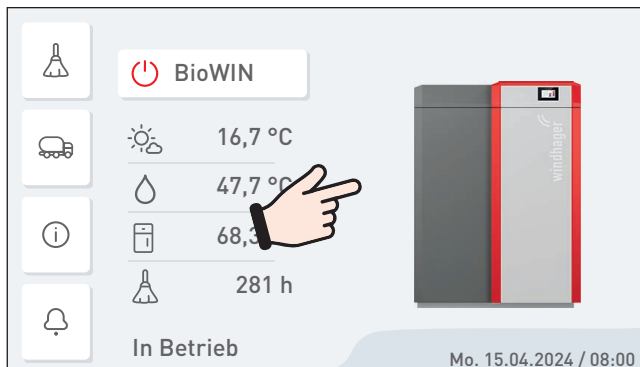 BioWIN
16,7 °C
47,7 °C
68,3
281 h
In Betrieb
windhager
Mo. 15.04.2024 / 08:00